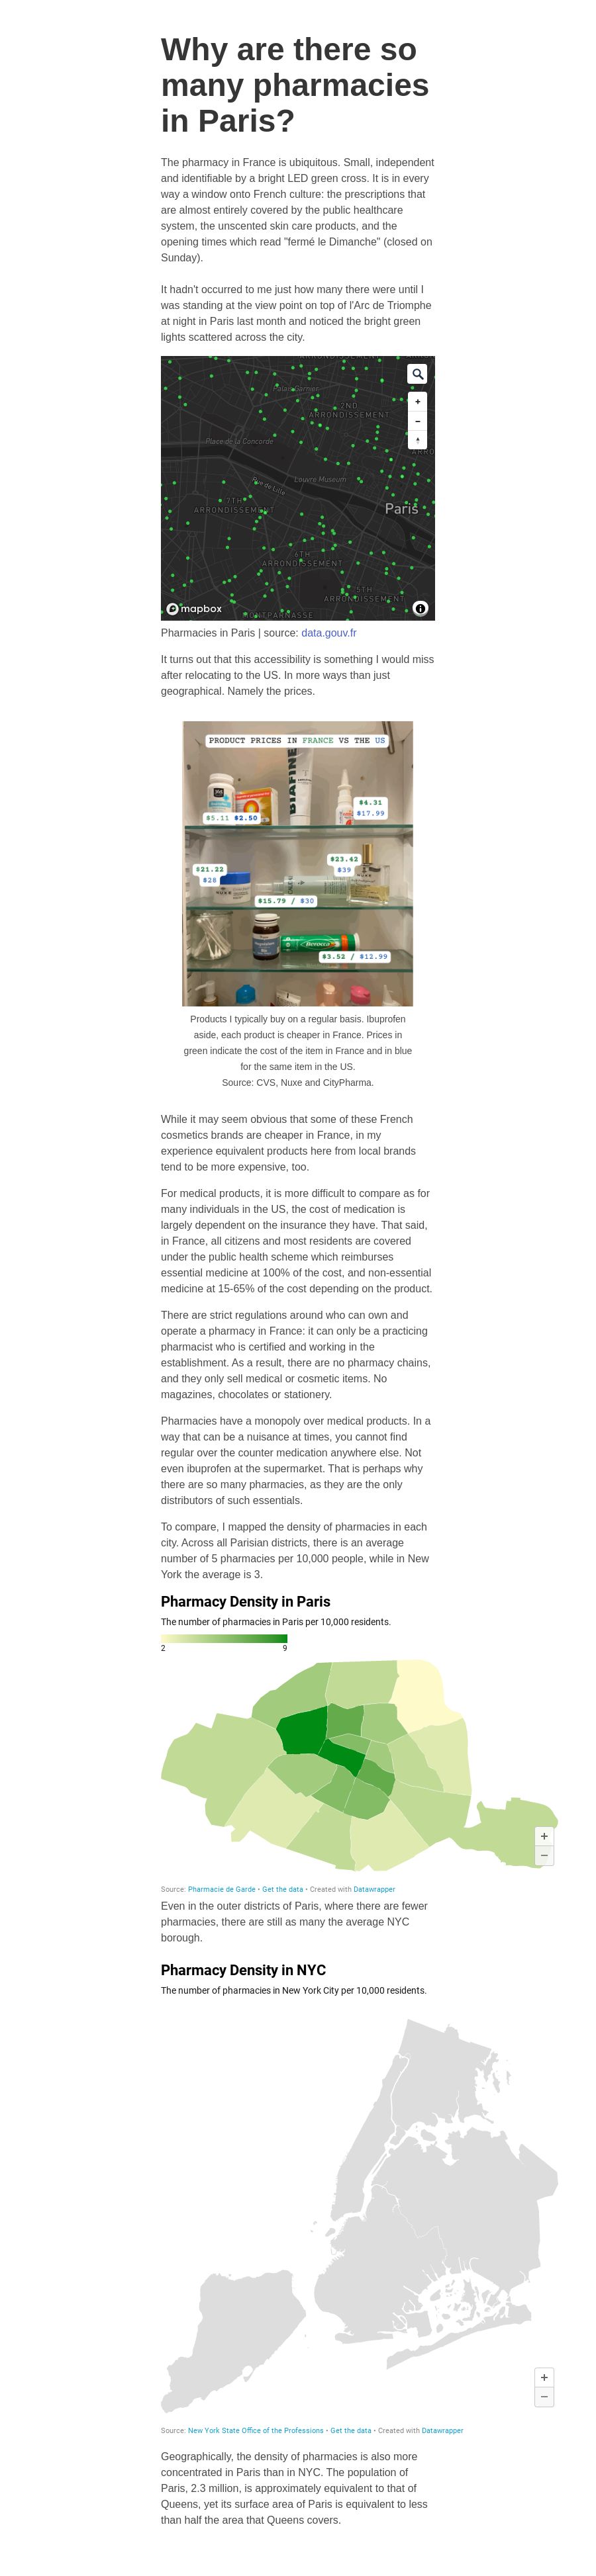 Why are there so
many pharmacies
in Paris?
The pharmacy in France is ubiquitous. Small, independent
and identifiable by a bright LED green cross. It is in every
way a window onto French culture: the prescriptions that
are almost entirely covered by the public healthcare
system, the unscented skin care products, and the
opening times which read "fermé le Dimanche" (closed on
Sunday).
It hadn't occurred to me just how many there were until I
was standing at the view point on top of l'Arc de Triomphe
at night in Paris last month and noticed the bright green
lights scattered across the city.
ARRONDISSEMENT
Palais Garnier
2ND
ARRONDISSEMENT
+
−
Place de la Concorde
ARRO
Rue de Lille
Louvre Museum
7TH
ARRONDISSEMENT
Paris
6TH
ARRONDISSEMENT
5TH
ARRONDISSEMENT
mapbox
MONTPARNASSE
i
Pharmacies in Paris | source: data.gouv.fr
It turns out that this accessibility is something I would miss
after relocating to the US. In more ways than just
geographical. Namely the prices.
PRODUCT PRICES IN FRANCE VS THE US
BIAFINE
$4.31
$17.99
$5.11 $2.50
$23.42
$39
$21.22
$28
NUXE
$15.79 / $30
Berocca
$3.52 / $12.99
Products I typically buy on a regular basis. Ibuprofen
aside, each product is cheaper in France. Prices in
green indicate the cost of the item in France and in blue
for the same item in the US.
Source: CVS, Nuxe and CityPharma.
While it may seem obvious that some of these French
cosmetics brands are cheaper in France, in my
experience equivalent products here from local brands
tend to be more expensive, too.
For medical products, it is more difficult to compare as for
many individuals in the US, the cost of medication is
largely dependent on the insurance they have. That said,
in France, all citizens and most residents are covered
under the public health scheme which reimburses
essential medicine at 100% of the cost, and non-essential
medicine at 15-65% of the cost depending on the product.
There are strict regulations around who can own and
operate a pharmacy in France: it can only be a practicing
pharmacist who is certified and working in the
establishment. As a result, there are no pharmacy chains,
and they only sell medical or cosmetic items. No
magazines, chocolates or stationery.
Pharmacies have a monopoly over medical products. In a
way that can be a nuisance at times, you cannot find
regular over the counter medication anywhere else. Not
even ibuprofen at the supermarket. That is perhaps why
there are so many pharmacies, as they are the only
distributors of such essentials.
To compare, I mapped the density of pharmacies in each
city. Across all Parisian districts, there is an average
number of 5 pharmacies per 10,000 people, while in New
York the average is 3.
Pharmacy Density in Paris
The number of pharmacies in Paris per 10,000 residents.
2 9
+
−
Source: Pharmacie de Garde • Get the data • Created with Datawrapper
Even in the outer districts of Paris, where there are fewer
pharmacies, there are still as many the average NYC
borough.
Pharmacy Density in NYC
The number of pharmacies in New York City per 10,000 residents.
+
−
Source: New York State Office of the Professions • Get the data • Created with Datawrapper
Geographically, the density of pharmacies is also more
concentrated in Paris than in NYC. The population of
Paris, 2.3 million, is approximately equivalent to that of
Queens, yet its surface area of Paris is equivalent to less
than half the area that Queens covers.